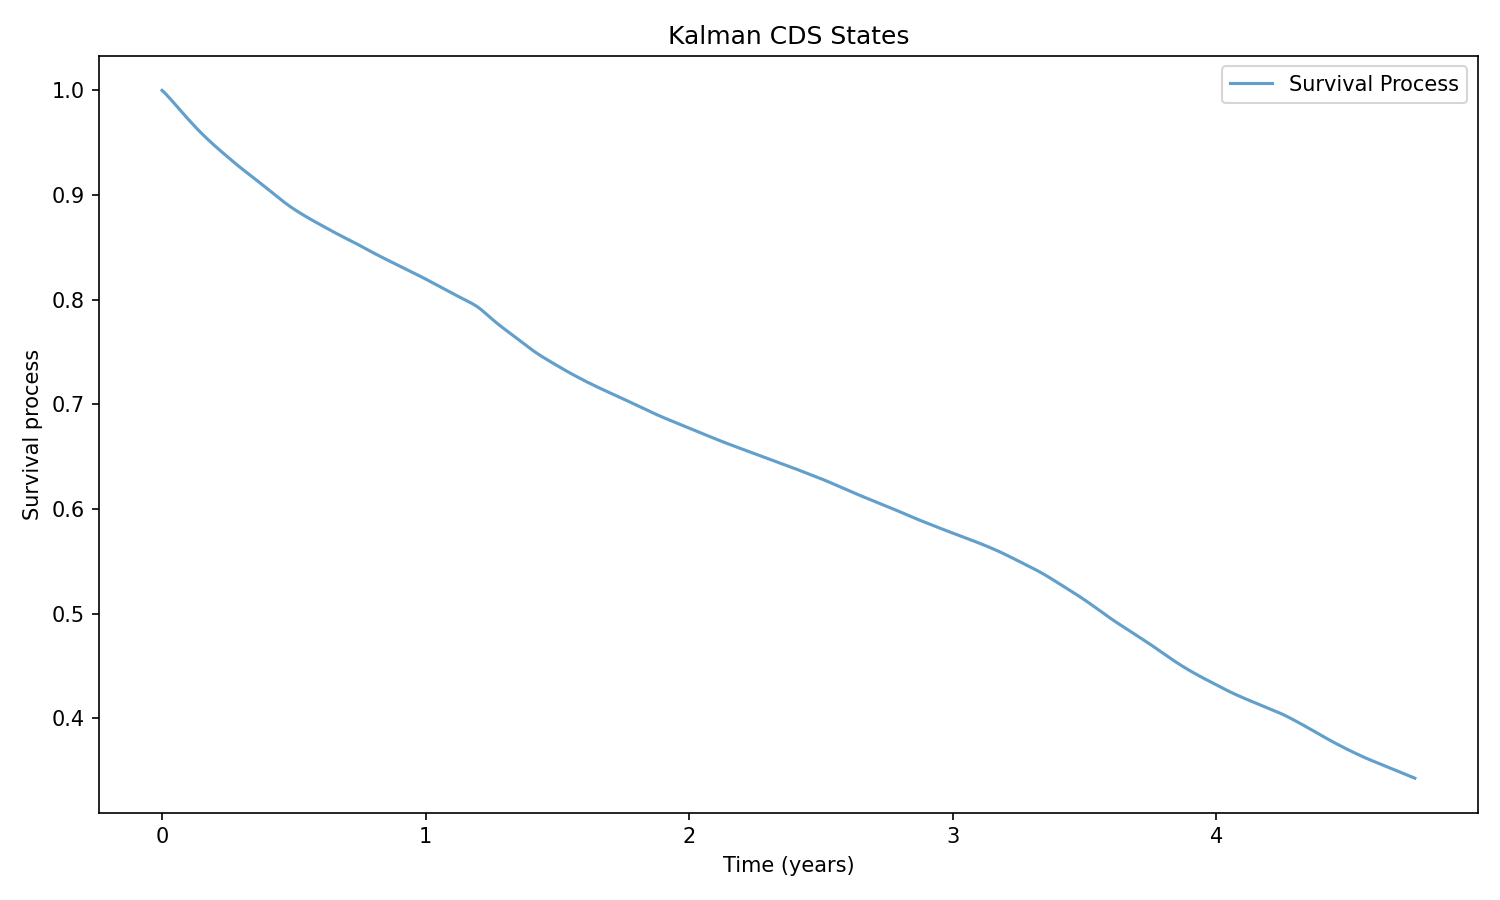 Kalman CDS States
Survival Process
Survival process
1.0
0.9
0.8
0.7
0.6
0.5
0.4
0 1 2 3 4
Time (years)